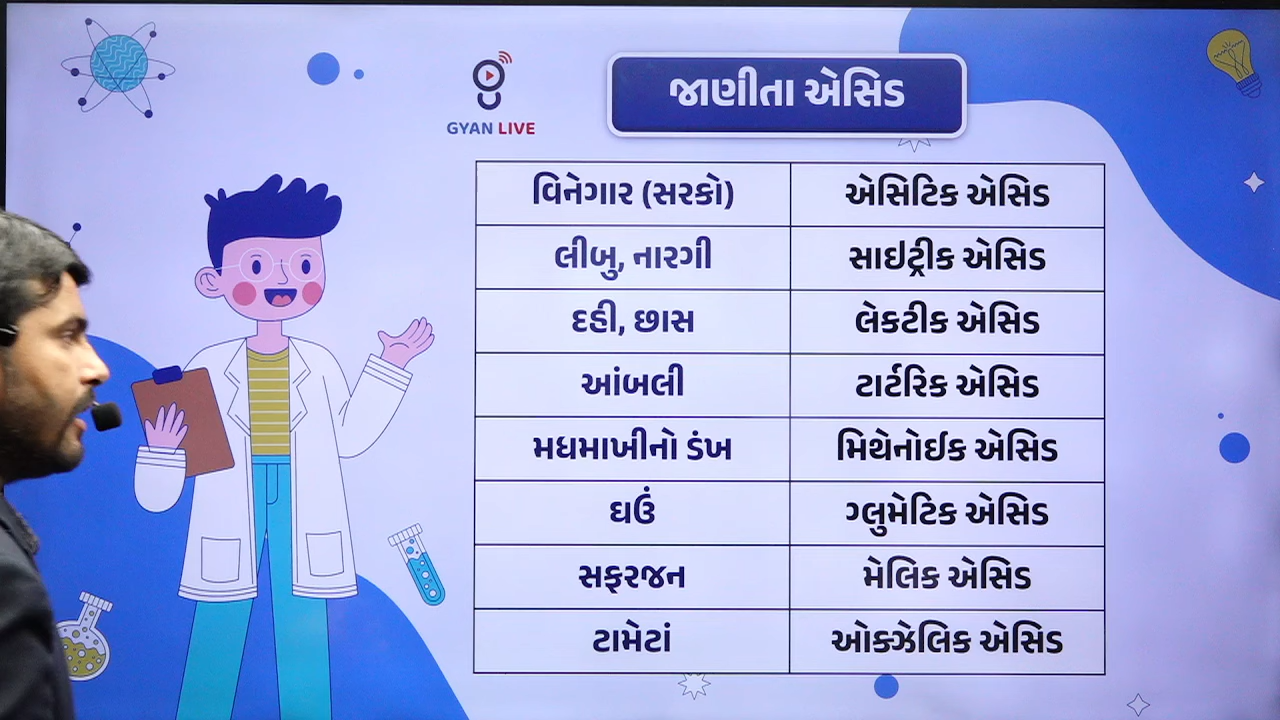 GYAN LIVE
જાણીતા એસિડ
વિનેગાર (સરકો) એસિટિક એસિડ
લીબુ, નારગી સાઇટ્રીક એસિડ
દહી, છાસ લેકટીક એસિડ
આંબલી ટાર્ટરિક એસિડ
મધમાખીનો ડંખ મિથેનોઈક એસિડ
ઘઉં ગ્લુમેટિક એસિડ
સફરજન મેલિક એસિડ
ટામેટાં ઓક્ઝેલિક એસિડ